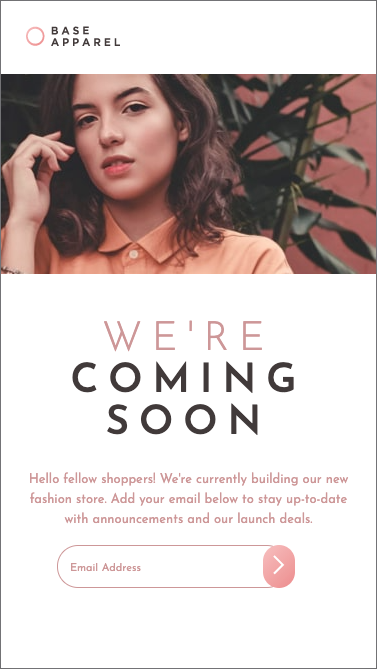 BASE
APPAREL
WE'RE
COMING
SOON
Hello fellow shoppers! We're currently building our new
fashion store. Add your email below to stay up-to-date
with announcements and our launch deals.
Email Address